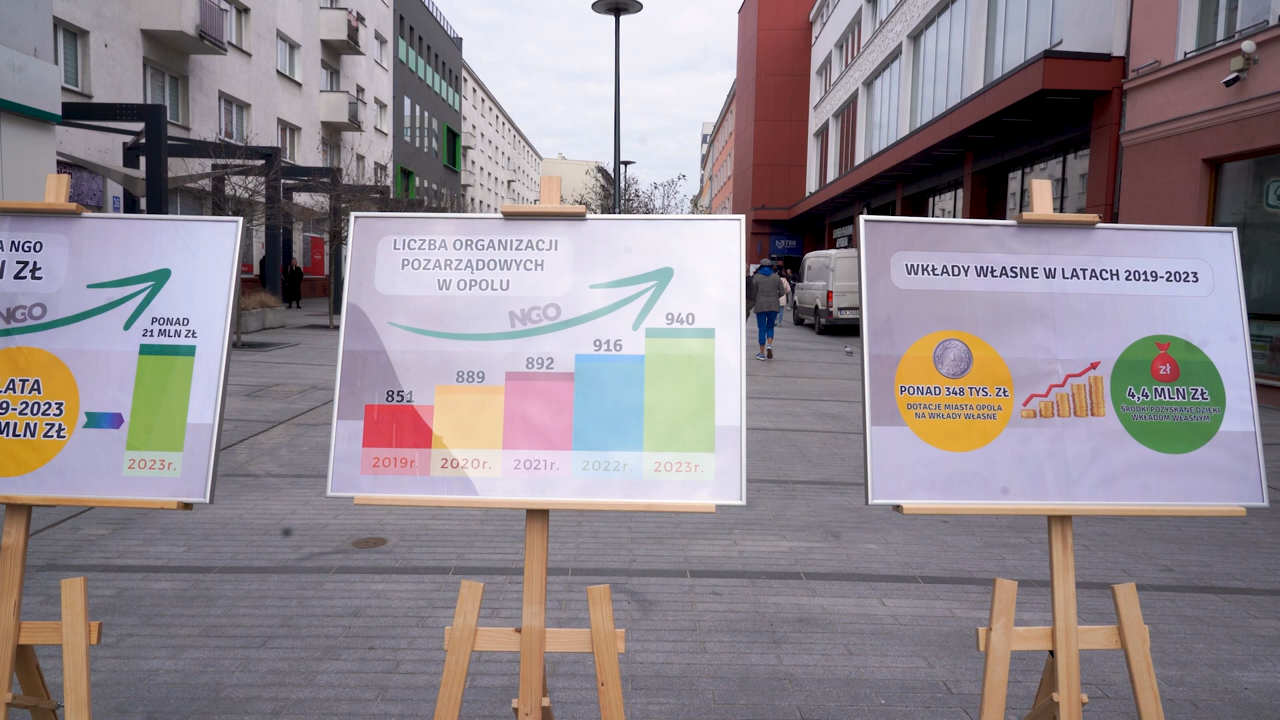 A NGO
N ZŁ
NGO
PONAD
21 MLN ZŁ
LATA
9-2023
MLN ZŁ
2023r.
LICZBA ORGANIZACJI
POZARZĄDOWYCH
W OPOLU
NGO
851
889
892
916
940
2019r.
2020r.
2021r.
2022r.
2023r.
WKŁADY WŁASNE W LATACH 2019-2023
PONAD 348 TYS. ZŁ
DOTACJE MIASTA OPOLA
NA WKŁADY WŁASNE
zł
4,4 MLN ZŁ
ŚRODKI POZYSKANE DZIĘKI
WKŁADOM WŁASNYM